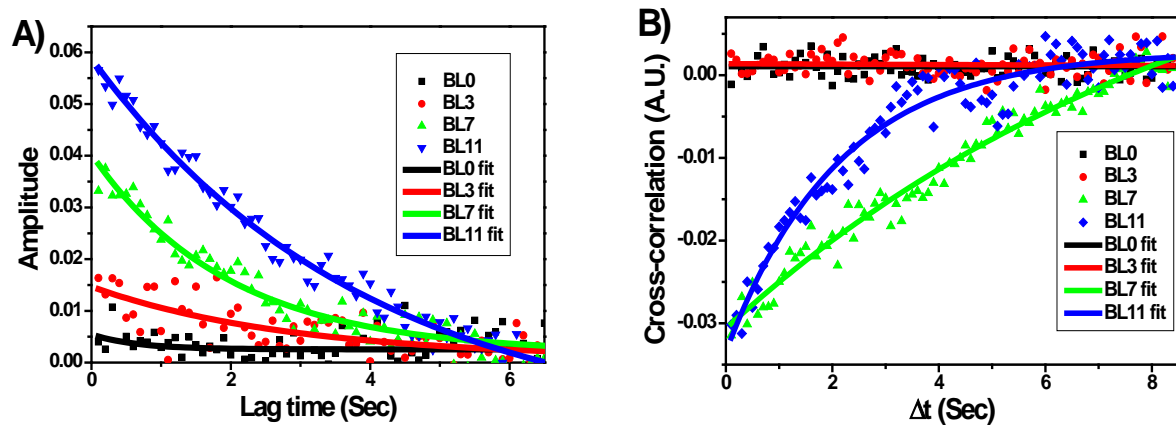 A)
0.06
0.05
0.04
0.03
0.02
0.01
0.00
Amplitude
0
2
4
6
Lag time (Sec)
BL0
BL3
BL7
BL11
BL0 fit
BL3 fit
BL7 fit
BL11 fit
B)
0.00
-0.01
-0.02
-0.03
Cross-correlation (A.U.)
0
2
4
6
8
Δt (Sec)
BL0
BL3
BL7
BL11
BL0 fit
BL3 fit
BL7 fit
BL11 fit